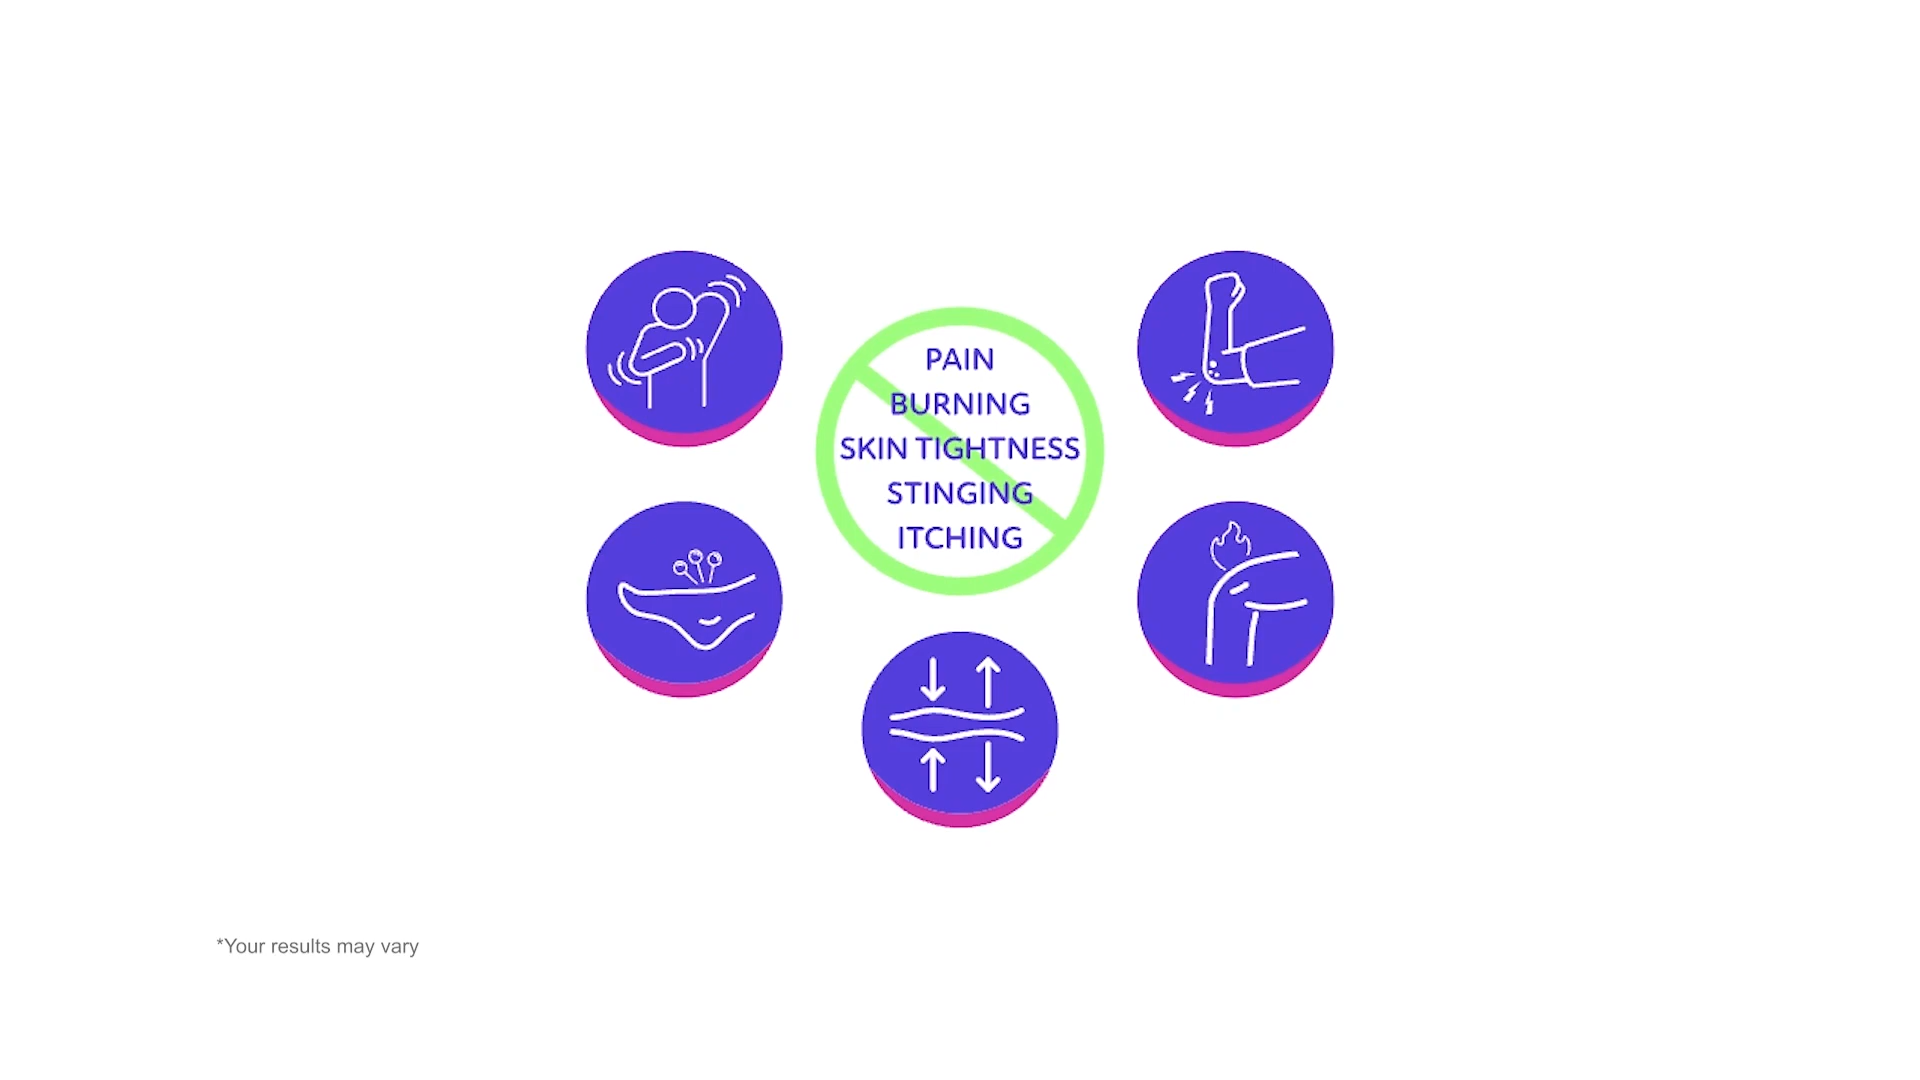 PAIN
BURNING
SKIN TIGHTNESS
STINGING
ITCHING
*Your results may vary